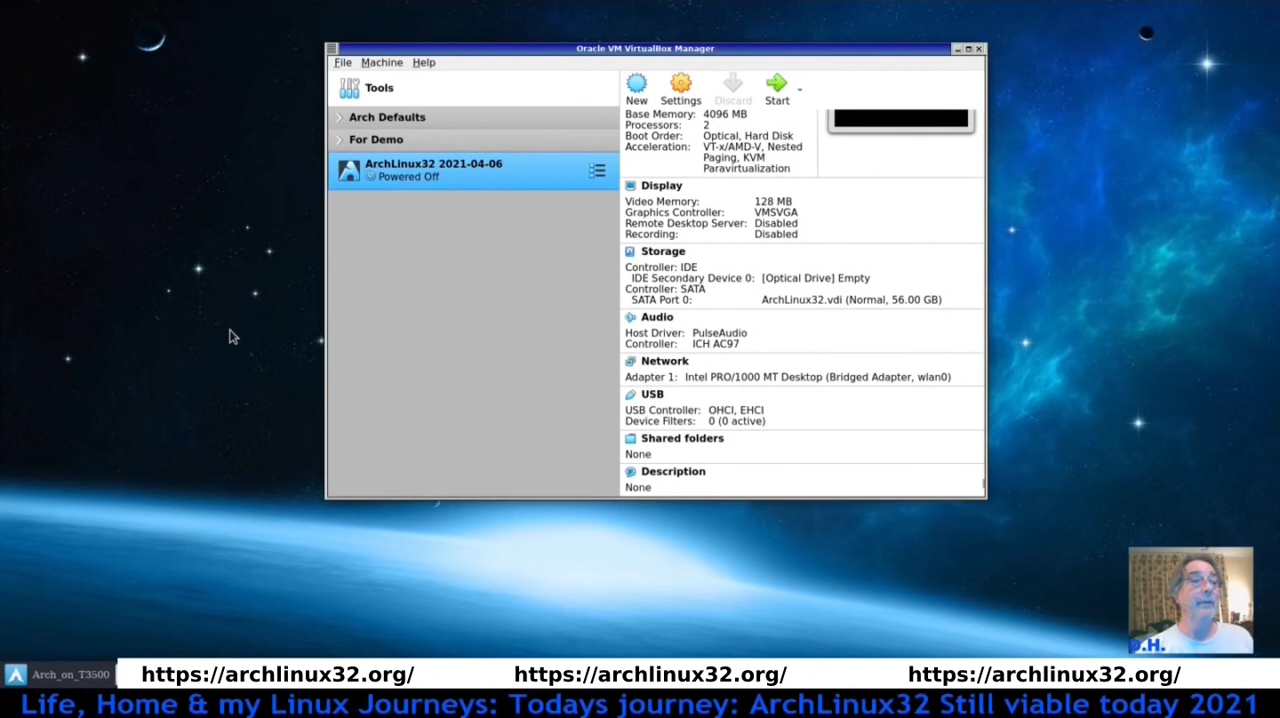 Oracle VM VirtualBox Manager
File Machine Help
Tools
New Settings Discard Start
Arch Defaults
For Demo
ArchLinux32 2021-04-06
Powered Off
Base Memory: 4096 MB
Processors: 2
Boot Order: Optical, Hard Disk
Acceleration: VT-x/AMD-V, Nested
Paging, KVM
Paravirtualization
Display
Video Memory: 128 MB
Graphics Controller: VMSVGA
Remote Desktop Server: Disabled
Recording: Disabled
Storage
Controller: IDE
IDE Secondary Device 0: [Optical Drive] Empty
Controller: SATA
SATA Port 0: ArchLinux32.vdi (Normal, 56.00 GB)
Audio
Host Driver: PulseAudio
Controller: ICH AC97
Network
Adapter 1: Intel PRO/1000 MT Desktop (Bridged Adapter, wlan0)
USB
USB Controller: OHCI, EHCI
Device Filters: 0 (0 active)
Shared folders
None
Description
None
D.H.
Arch_on_T3500
https://archlinux32.org/ https://archlinux32.org/ https://archlinux32.org/
Life, Home & my Linux Journeys: Todays journey: ArchLinux32 Still viable today 2021